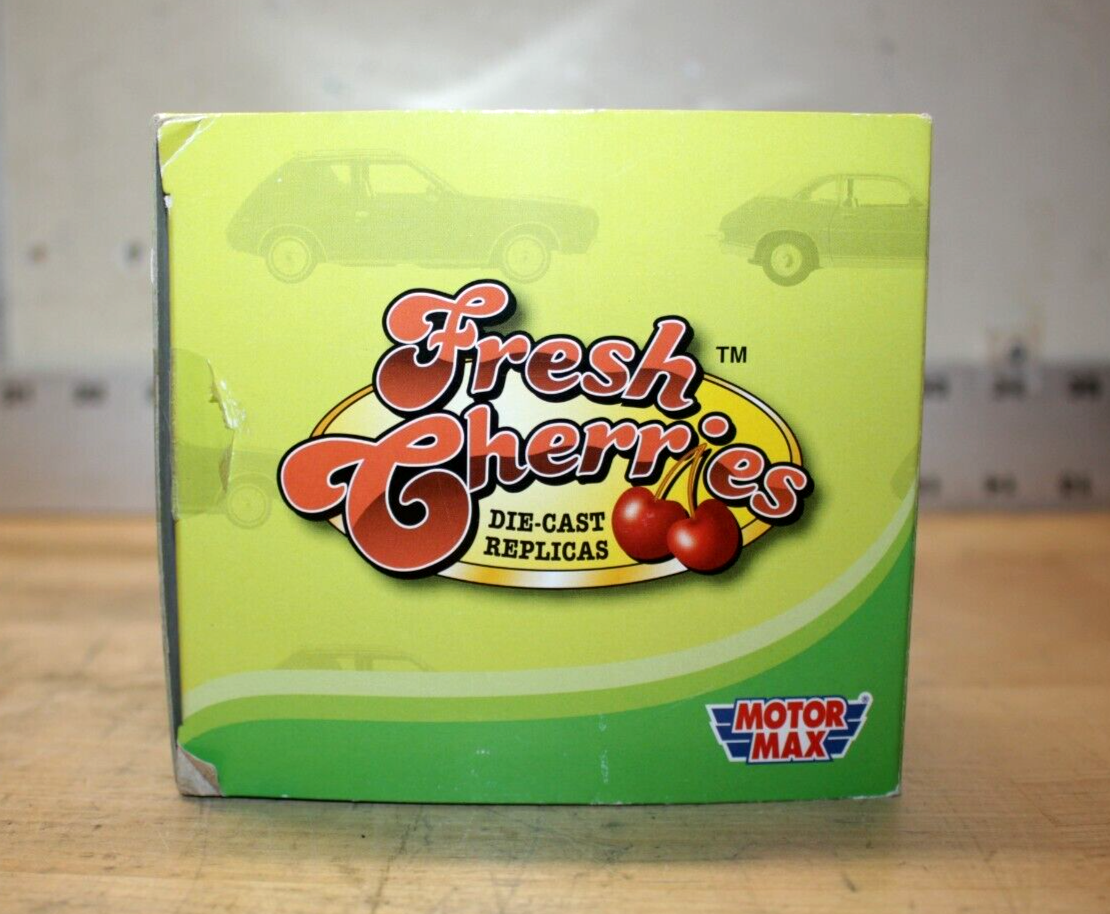 Fresh
Cherries
TM
DIE-CAST
REPLICAS
MOTOR
MAX
®